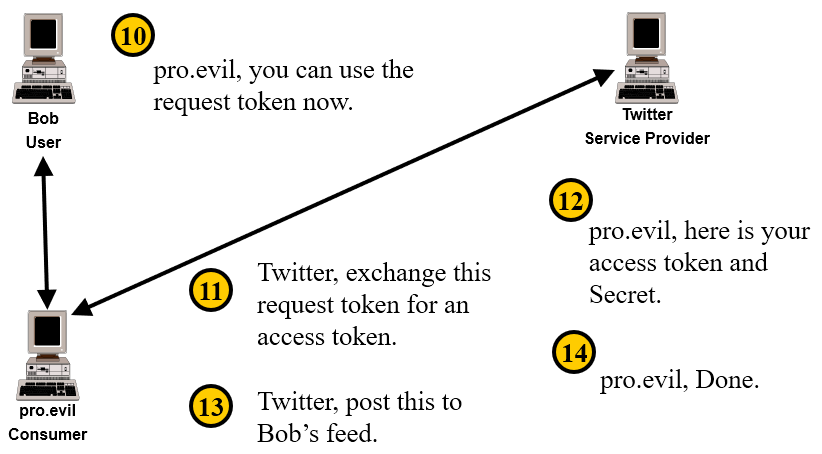 10
pro.evil, you can use the
request token now.
Bob
User
Twitter
Service Provider
11
Twitter, exchange this
request token for an
access token.
12
pro.evil, here is your
access token and
Secret.
13
Twitter, post this to
Bob's feed.
14
pro.evil, Done.
pro.evil
Consumer